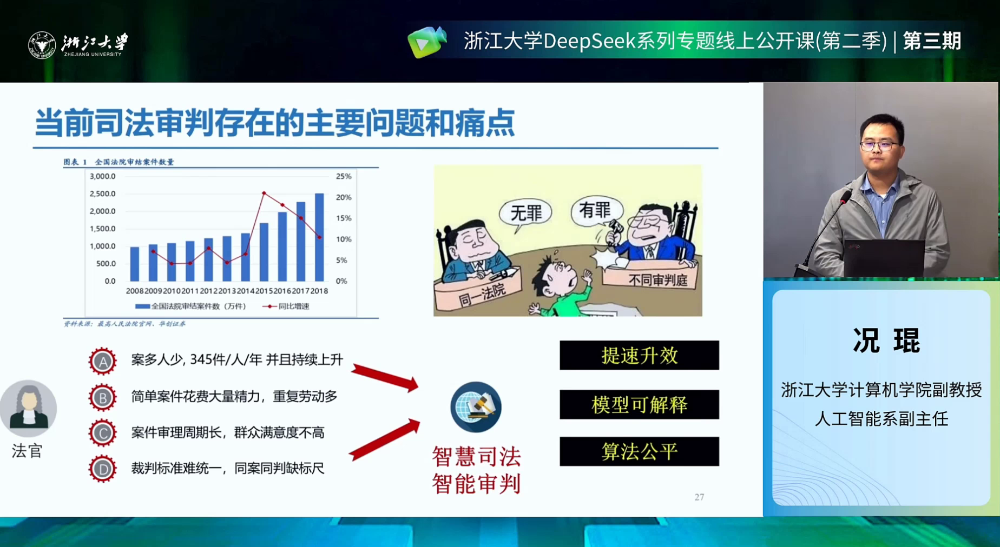 浙江大学
ZHEJIANG UNIVERSITY
浙江大学DeepSeek系列专题线上公开课(第二季) | 第三期
当前司法审判存在的主要问题和痛点
图表 1 全国法院审结案件数量
3,000.0
2,500.0
2,000.0
1,500.0
1,000.0
500.0
0.0
25%
20%
15%
10%
5%
0%
2008 2009 2010 2011 2012 2013 2014 2015 2016 2017 2018
全国法院审结案件数（万件） 同比增速
资料来源：最高人民法院官网、华创证券
无罪
有罪
同一法院
不同审判庭
A 案多人少, 345件/人/年 并且持续上升
B 简单案件花费大量精力，重复劳动多
C 案件审理周期长，群众满意度不高
D 裁判标准难统一，同案同判缺标尺
法官
智慧司法
智能审判
提速升效
模型可解释
算法公平
27
况 琨
浙江大学计算机学院副教授
人工智能系副主任